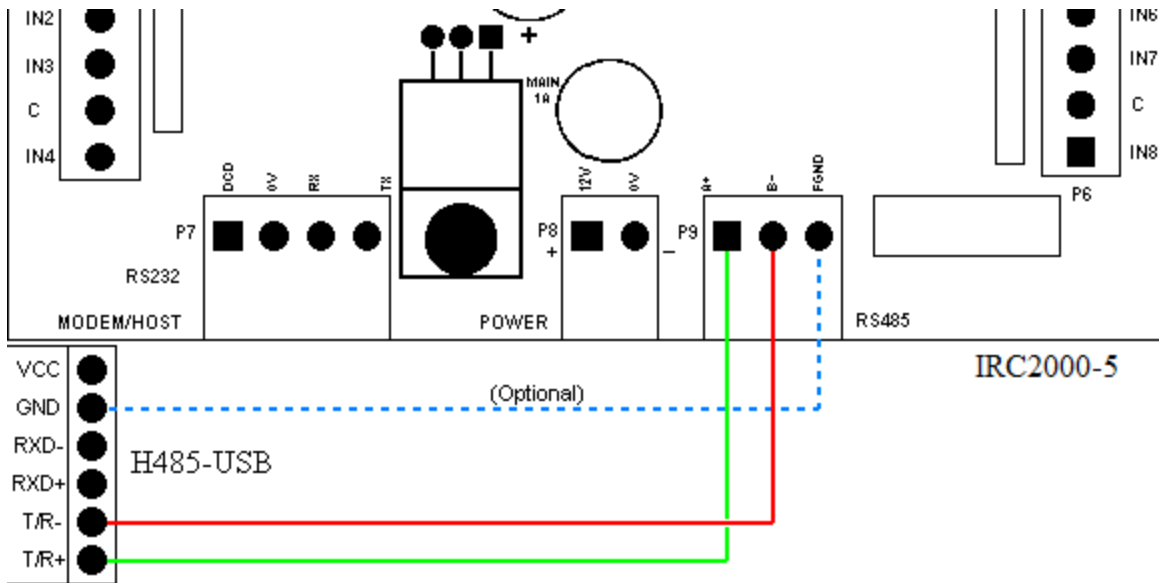 IN2
IN3
C
IN4
+
MAIN
1A
IN6
IN7
C
IN8
P6
DCD
0V
RX
TX
P7
RS232
MODEM/HOST
12V
0V
P8
+
-
POWER
A+
B-
FGND
P9
RS485
IRC2000-5
VCC
GND
RXD-
RXD+
T/R-
T/R+
(Optional)
H485-USB